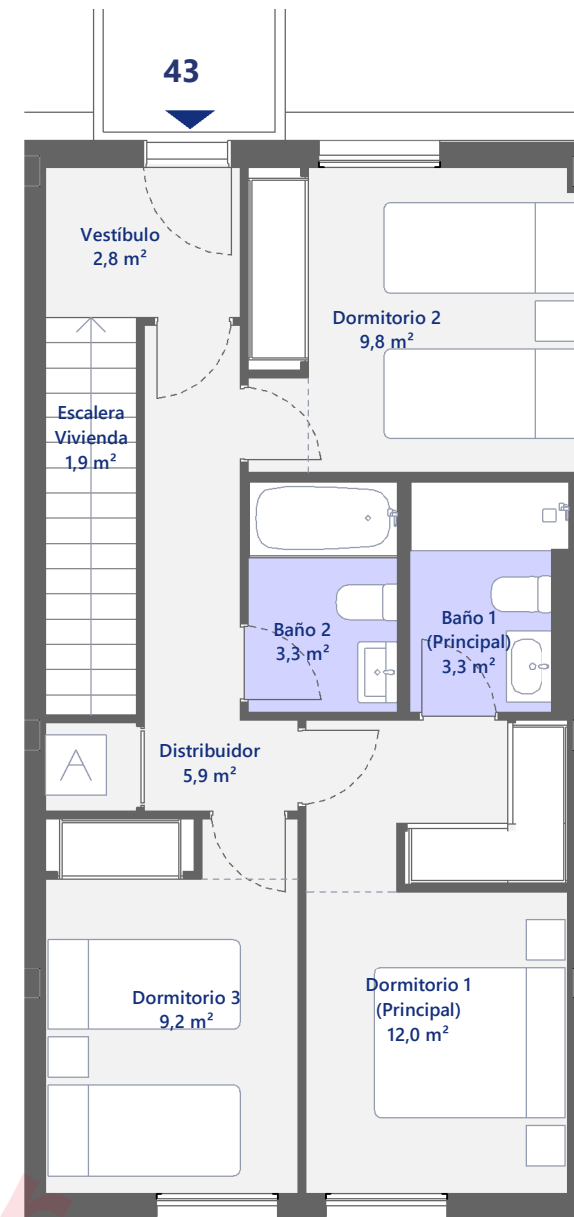 43
Vestíbulo
2,8 m²
Dormitorio 2
9,8 m²
Escalera
Vivienda
1,9 m²
Baño 2
3,3 m²
Baño 1
(Principal)
3,3 m²
Distribuidor
5,9 m²
A
Dormitorio 3
9,2 m²
Dormitorio 1
(Principal)
12,0 m²